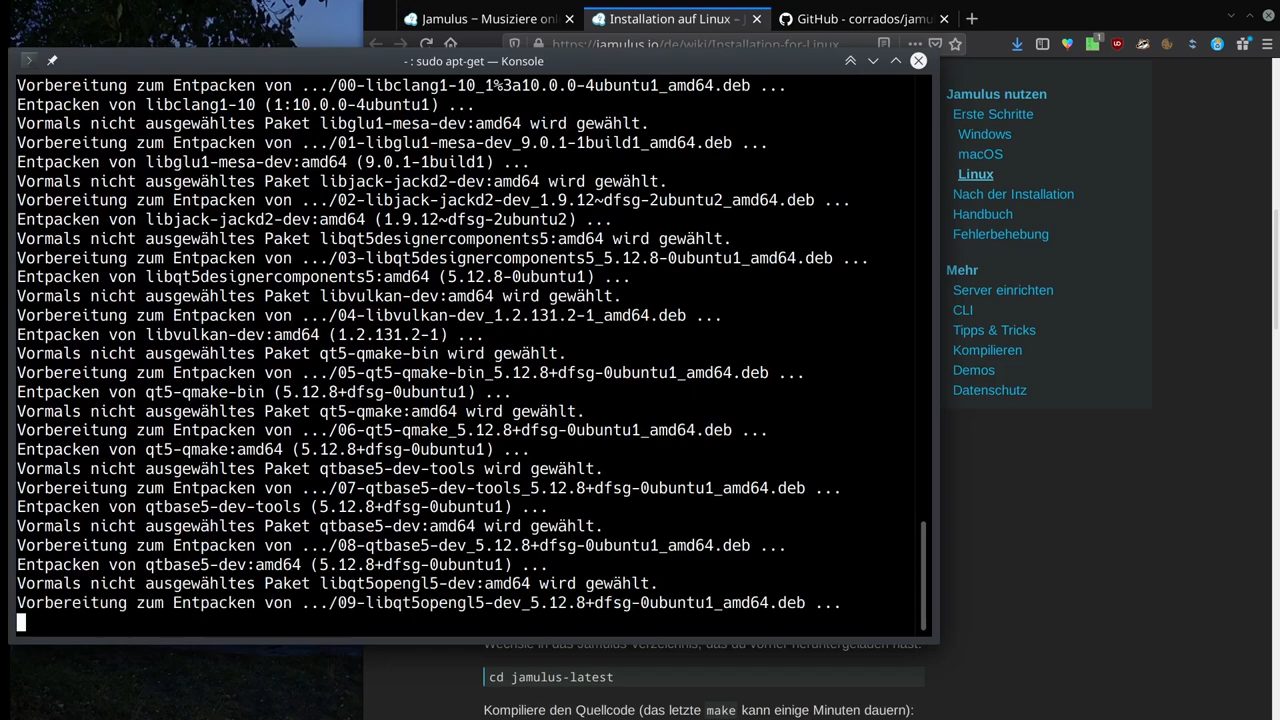 Jamulus – Musiziere onl
Installation auf Linux – J
GitHub - corrados/jamu
https://jamulus.io/de/wiki/Installation-for-Linux
1
- : sudo apt-get — Konsole
Vorbereitung zum Entpacken von .../00-libclang1-10_1%3a10.0.0-4ubuntu1_amd64.deb ...
Entpacken von libclang1-10 (1:10.0.0-4ubuntu1) ...
Vormals nicht ausgewähltes Paket libglu1-mesa-dev:amd64 wird gewählt.
Vorbereitung zum Entpacken von .../01-libglu1-mesa-dev_9.0.1-1build1_amd64.deb ...
Entpacken von libglu1-mesa-dev:amd64 (9.0.1-1build1) ...
Vormals nicht ausgewähltes Paket libjack-jackd2-dev:amd64 wird gewählt.
Vorbereitung zum Entpacken von .../02-libjack-jackd2-dev_1.9.12~dfsg-2ubuntu2_amd64.deb ...
Entpacken von libjack-jackd2-dev:amd64 (1.9.12~dfsg-2ubuntu2) ...
Vormals nicht ausgewähltes Paket libqt5designercomponents5:amd64 wird gewählt.
Vorbereitung zum Entpacken von .../03-libqt5designercomponents5_5.12.8-0ubuntu1_amd64.deb ...
Entpacken von libqt5designercomponents5:amd64 (5.12.8-0ubuntu1) ...
Vormals nicht ausgewähltes Paket libvulkan-dev:amd64 wird gewählt.
Vorbereitung zum Entpacken von .../04-libvulkan-dev_1.2.131.2-1_amd64.deb ...
Entpacken von libvulkan-dev:amd64 (1.2.131.2-1) ...
Vormals nicht ausgewähltes Paket qt5-qmake-bin wird gewählt.
Vorbereitung zum Entpacken von .../05-qt5-qmake-bin_5.12.8+dfsg-0ubuntu1_amd64.deb ...
Entpacken von qt5-qmake-bin (5.12.8+dfsg-0ubuntu1) ...
Vormals nicht ausgewähltes Paket qt5-qmake:amd64 wird gewählt.
Vorbereitung zum Entpacken von .../06-qt5-qmake_5.12.8+dfsg-0ubuntu1_amd64.deb ...
Entpacken von qt5-qmake:amd64 (5.12.8+dfsg-0ubuntu1) ...
Vormals nicht ausgewähltes Paket qtbase5-dev-tools wird gewählt.
Vorbereitung zum Entpacken von .../07-qtbase5-dev-tools_5.12.8+dfsg-0ubuntu1_amd64.deb ...
Entpacken von qtbase5-dev-tools (5.12.8+dfsg-0ubuntu1) ...
Vormals nicht ausgewähltes Paket qtbase5-dev:amd64 wird gewählt.
Vorbereitung zum Entpacken von .../08-qtbase5-dev_5.12.8+dfsg-0ubuntu1_amd64.deb ...
Entpacken von qtbase5-dev:amd64 (5.12.8+dfsg-0ubuntu1) ...
Vormals nicht ausgewähltes Paket libqt5opengl5-dev:amd64 wird gewählt.
Vorbereitung zum Entpacken von .../09-libqt5opengl5-dev_5.12.8+dfsg-0ubuntu1_amd64.deb ...
Jamulus nutzen
Erste Schritte
Windows
macOS
Linux
Nach der Installation
Handbuch
Fehlerbehebung
Mehr
Server einrichten
CLI
Tipps & Tricks
Kompilieren
Demos
Datenschutz
Wechsle in das Jamulus Verzeichnis, das du vorher heruntergeladen hast:
cd jamulus-latest
Kompiliere den Quellcode (das letzte make kann einige Minuten dauern):